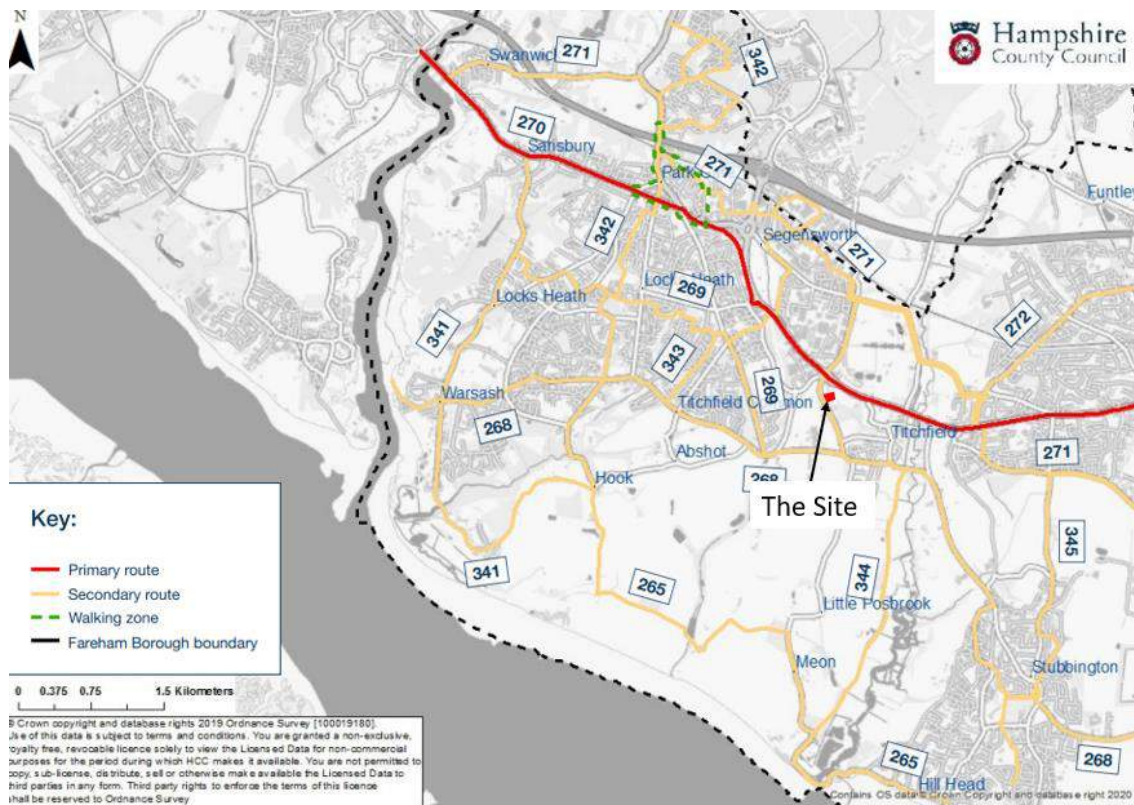 N
Hampshire
County Council
Swanwick
271
342
270
Sarisbury
271
Funtley
342
Segensworth
271
Locks Heath
269
Locks Heath
272
341
343
Warsash
269
Titchfield Common
268
Titchfield
Abshot
271
Hook
268
The Site
345
341
265
344
Little Posbrook
Meon
Stubbington
265
268
Hill Head
Key:
Primary route
Secondary route
Walking zone
Fareham Borough boundary
0 0.375 0.75 1.5 Kilometers
© Crown copyright and database rights 2019 Ordnance Survey [100019180].
Use of this data is subject to terms and conditions. You are granted a non-exclusive,
royalty free, revocable licence solely to view the Licensed Data for non-commercial
purposes for the period during which HCC makes it available. You are not permitted to
copy, sub-license, distribute, sell or otherwise make available the Licensed Data to
third parties in any form. Third party rights to enforce the terms of this licence
shall be reserved to Ordnance Survey
Contains OS data © Crown Copyright and database right 2020